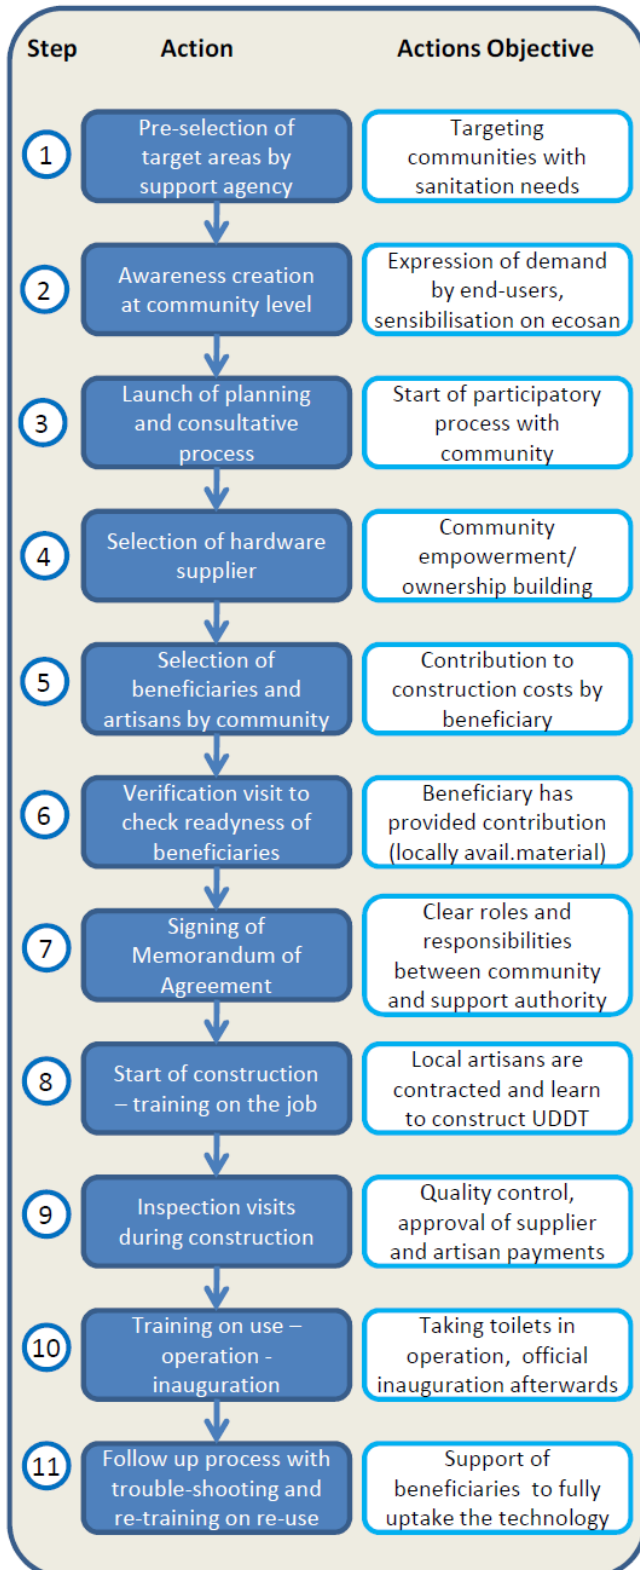 Step Action Actions Objective
1
Pre-selection of
target areas by
support agency
Targeting
communities with
sanitation needs
2
Awareness creation
at community level
Expression of demand
by end-users,
sensibilisation on ecosan
3
Launch of planning
and consultative
process
Start of participatory
process with
community
4
Selection of hardware
supplier
Community
empowerment/
ownership building
5
Selection of
beneficiaries and
artisans by community
Contribution to
construction costs by
beneficiary
6
Verification visit to
check readyness of
beneficiaries
Beneficiary has
provided contribution
(locally avail.material)
7
Signing of
Memorandum of
Agreement
Clear roles and
responsibilities
between community
and support authority
8
Start of construction
– training on the job
Local artisans are
contracted and learn
to construct UDDT
9
Inspection visits
during construction
Quality control,
approval of supplier
and artisan payments
10
Training on use –
operation -
inauguration
Taking toilets in
operation, official
inauguration afterwards
11
Follow up process with
trouble-shooting and
re-training on re-use
Support of
beneficiaries to fully
uptake the technology